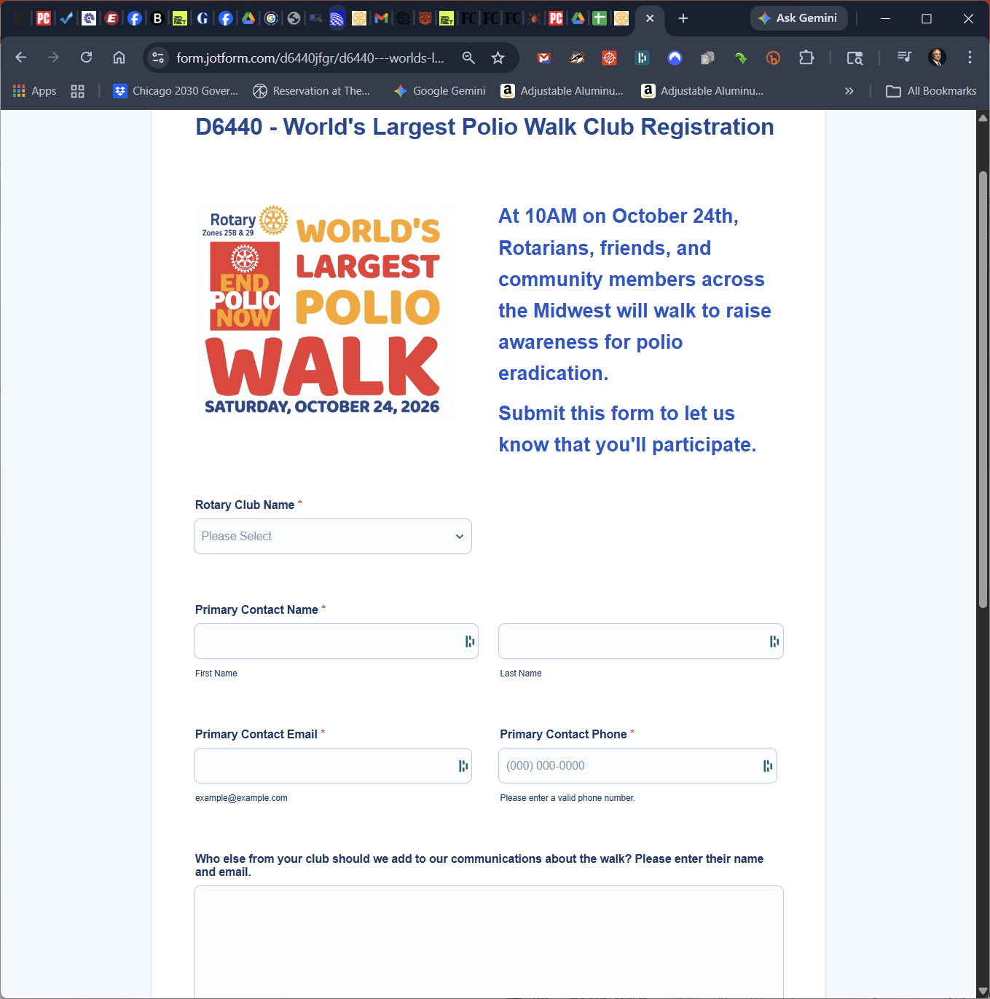 Ask Gemini
form.jotform.com/d6440jfgr/d6440---worlds-l...
Apps
Chicago 2030 Gover...
Reservation at The...
Google Gemini
Adjustable Aluminu...
Adjustable Aluminu...
All Bookmarks
D6440 - World's Largest Polio Walk Club Registration
Rotary
Zones 25B & 29
END
POLIO
NOW
WORLD'S
LARGEST
POLIO
WALK
SATURDAY, OCTOBER 24, 2026
At 10AM on October 24th,
Rotarians, friends, and
community members across
the Midwest will walk to raise
awareness for polio
eradication.
Submit this form to let us
know that you'll participate.
Rotary Club Name *
Please Select
Primary Contact Name *
First Name
Last Name
Primary Contact Email *
Primary Contact Phone *
(000) 000-0000
example@example.com
Please enter a valid phone number.
Who else from your club should we add to our communications about the walk? Please enter their name
and email.